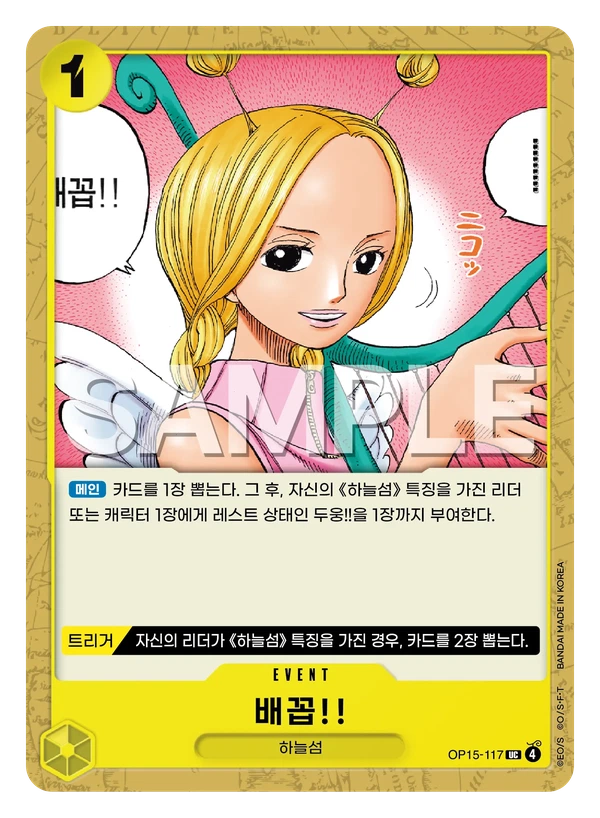 1
배꼽!!
ニコッ
SAMPLE
메인 카드를 1장 뽑는다. 그 후, 자신의 《하늘섬》 특징을 가진 리더
또는 캐릭터 1장에게 레스트 상태인 두웅!!을 1장까지 부여한다.
트리거 자신의 리더가 《하늘섬》 특징을 가진 경우, 카드를 2장 뽑는다.
EVENT
배꼽!!
하늘섬
OP15-117 UC 4
©EO/S ©O/S·F·T BANDAI MADE IN KOREA